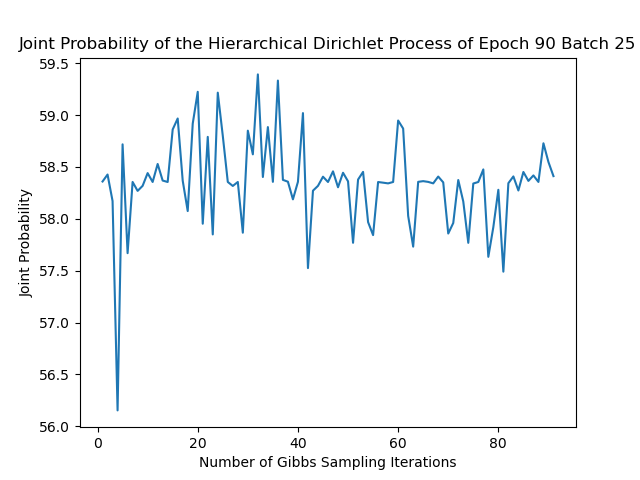 Joint Probability of the Hierarchical Dirichlet Process of Epoch 90 Batch 25
59.5
59.0
58.5
58.0
57.5
57.0
56.5
56.0
Joint Probability
0 20 40 60 80
Number of Gibbs Sampling Iterations